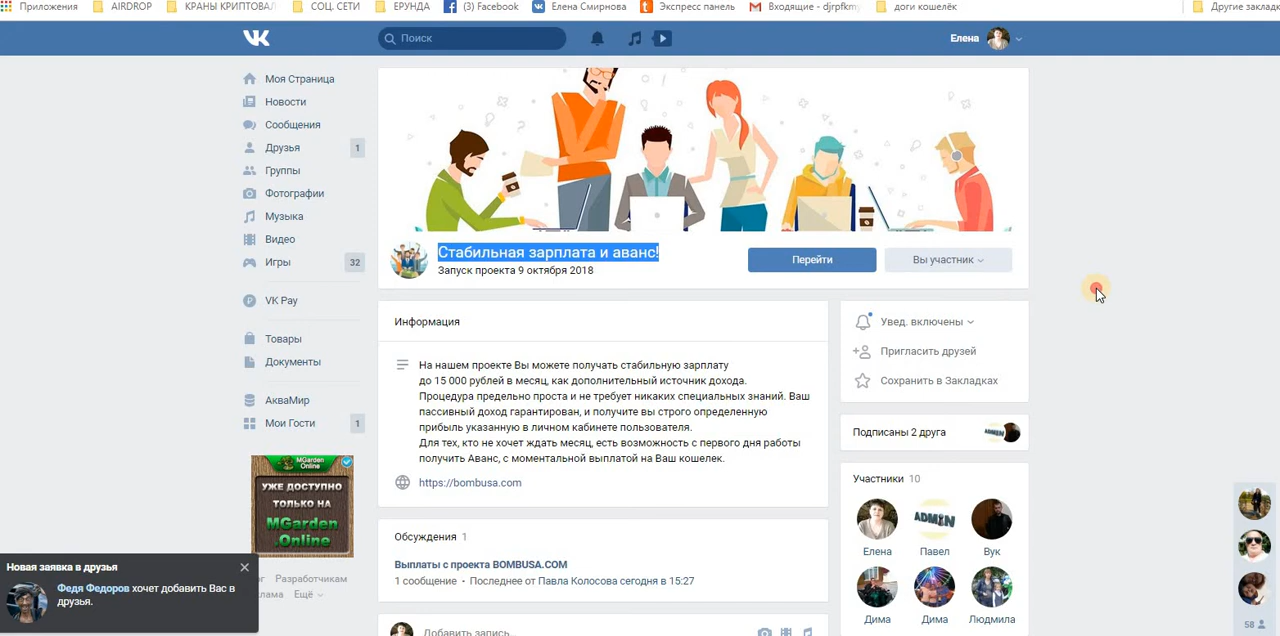 Приложения AIRDROP КРАНЫ КРИПТОВАЛ СОЦ. СЕТИ ЕРУНДА (3) Facebook Елена Смирнова Экспресс панель Входящие - djrpfkmy доги кошелёк Другие заклад
Поиск
Елена
Моя Страница
Новости
Сообщения
Друзья 1
Группы
Фотографии
Музыка
Видео
Игры 32
VK Pay
Товары
Документы
АкваМир
Мои Гости 1
MGarden
Online
УЖЕ ДОСТУПНО
ТОЛЬКО НА
MGarden
.Online
Разработчикам
лама Ещё
Новая заявка в друзья
Федя Федоров хочет добавить Вас в
друзья.
Стабильная зарплата и аванс!
Запуск проекта 9 октября 2018
Перейти
Вы участник
Информация
На нашем проекте Вы можете получать стабильную зарплату
до 15 000 рублей в месяц, как дополнительный источник дохода.
Процедура предельно проста и не требует никаких специальных знаний. Ваш
пассивный доход гарантирован, и получите вы строго определенную
прибыль указанную в личном кабинете пользователя.
Для тех, кто не хочет ждать месяц, есть возможность с первого дня работы
получить Аванс, с моментальной выплатой на Ваш кошелек.
https://bombusa.com
Обсуждения 1
Выплаты с проекта BOMBUSA.COM
1 сообщение • Последнее от Павла Колосова сегодня в 15:27
Добавить запись...
Увед. включены
Пригласить друзей
Сохранить в Закладках
Подписаны 2 друга
Участники 10
ADMIN
Елена Павел Вук
Дима Дима Людмила
58